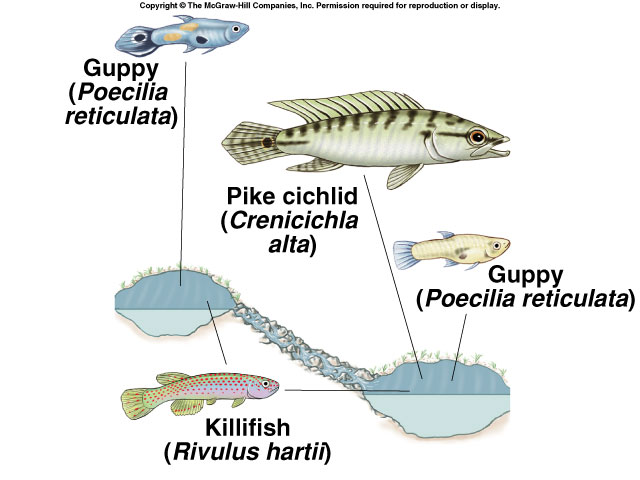 Copyright © The McGraw-Hill Companies, Inc. Permission required for reproduction or display.
Guppy
(Poecilia
reticulata)
Pike cichlid
(Crenicichla
alta)
Guppy
(Poecilia reticulata)
Killifish
(Rivulus hartii)